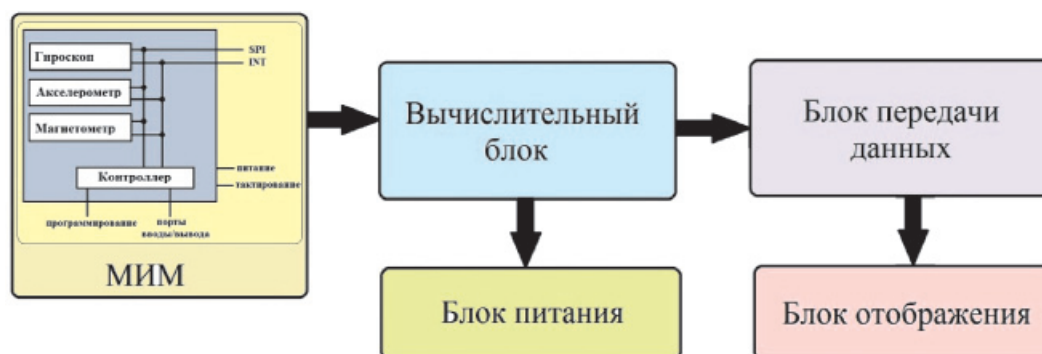 Гироскоп
Акселерометр
Магнетометр
Контроллер
SPI
INT
питание
тактирование
программирование
порты
вводы/вывода
МИМ
Вычислительный
блок
Блок передачи
данных
Блок питания
Блок отображения